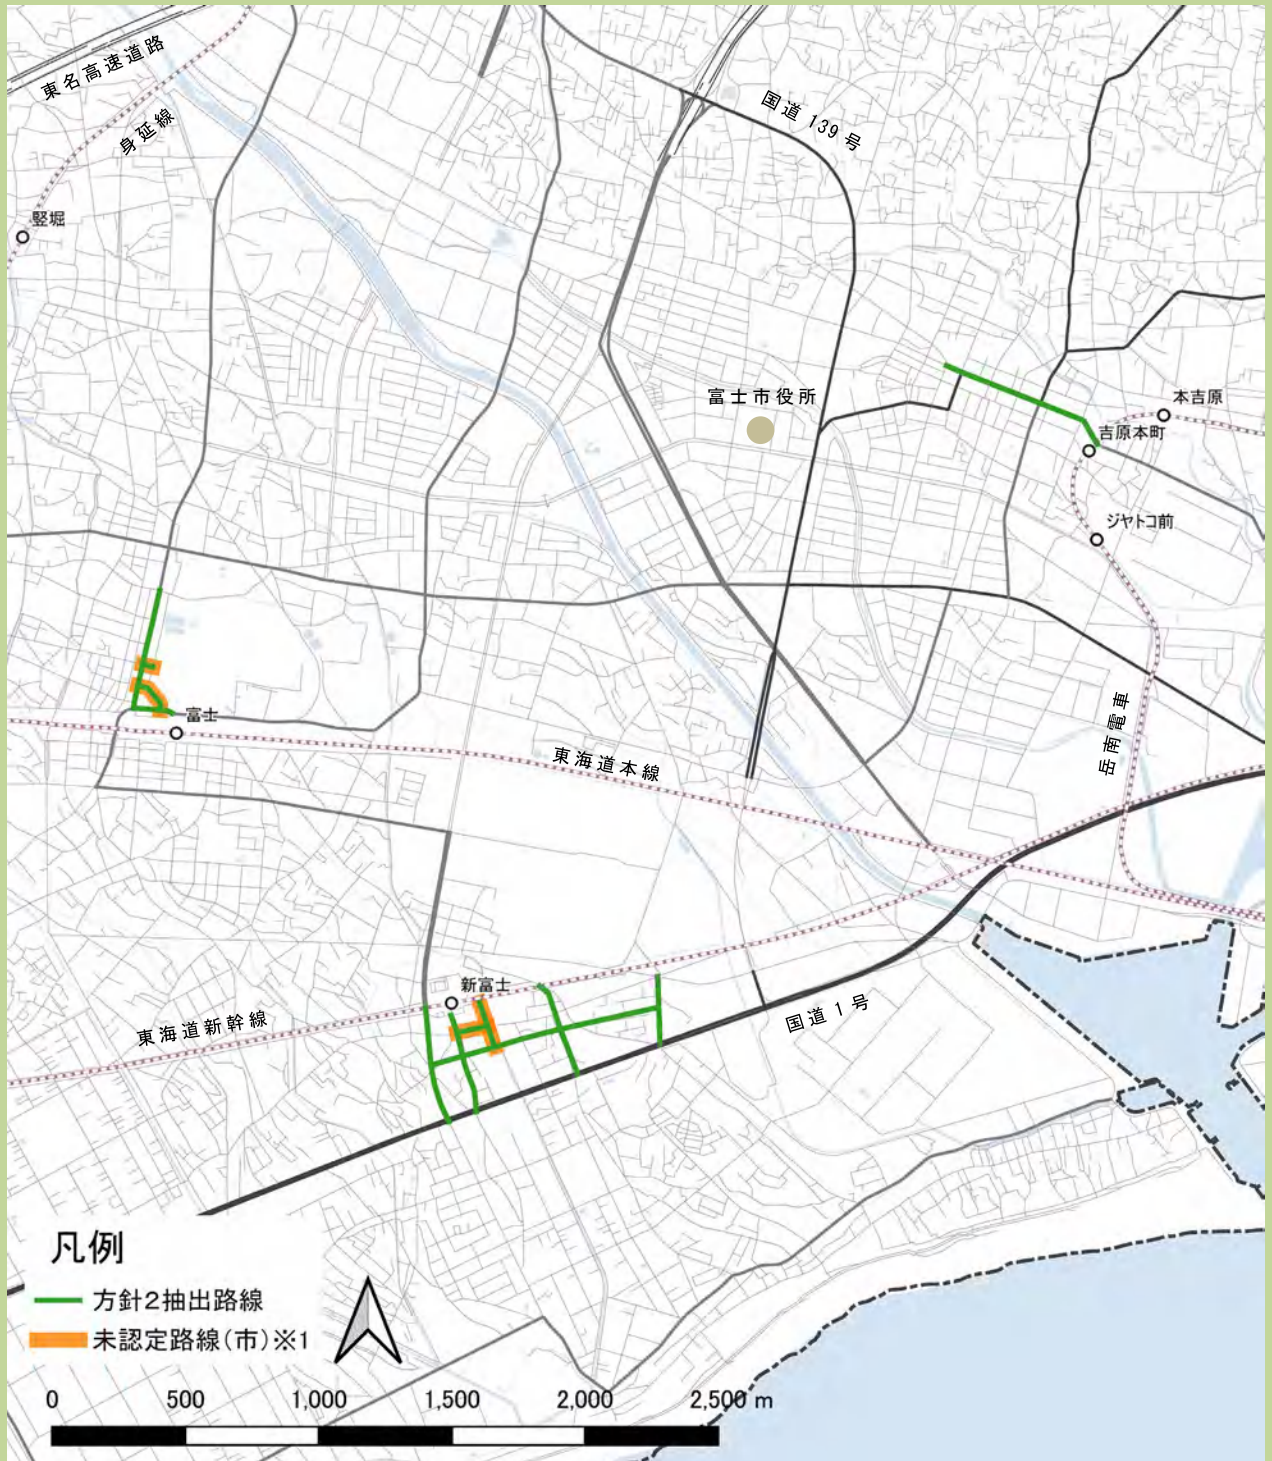 東名高速道路
身延線
国道139号
竪堀
富士市役所
本吉原
吉原本町
ジヤトコ前
富士
東海道本線
岳南電車
新富士
東海道新幹線
国道1号
凡例
方針2抽出路線
未認定路線(市)※1
0 500 1,000 1,500 2,000 2,500 m